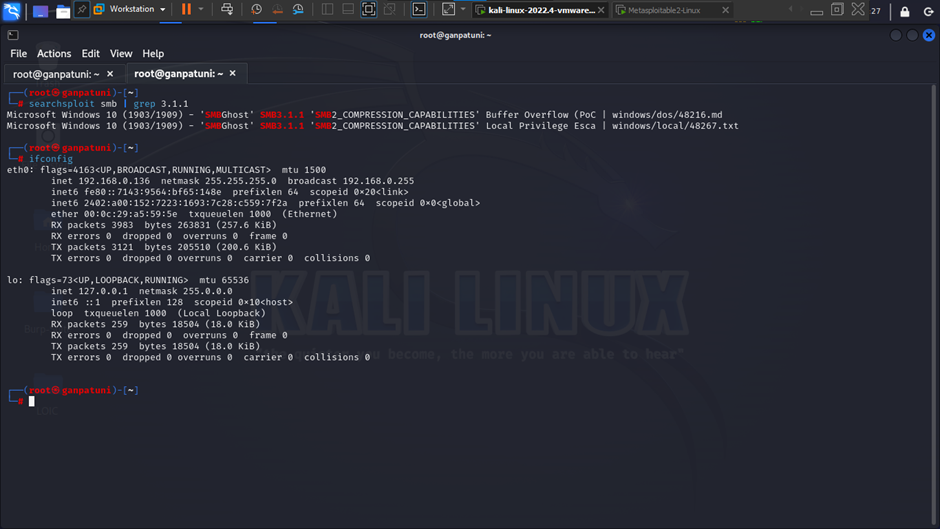 Workstation
kali-linux-2022.4-vmware...
Metasploitable2-Linux
27
root@ganpatuni: ~
File Actions Edit View Help
root@ganpatuni: ~ × root@ganpatuni: ~ ×
┌──(root㉿ganpatuni)-[~]
└─# searchsploit smb | grep 3.1.1
Microsoft Windows 10 (1903/1909) - 'SMBGhost' SMB3.1.1 'SMB2_COMPRESSION_CAPABILITIES' Buffer Overflow (PoC | windows/dos/48216.md
Microsoft Windows 10 (1903/1909) - 'SMBGhost' SMB3.1.1 'SMB2_COMPRESSION_CAPABILITIES' Local Privilege Esca | windows/local/48267.txt
┌──(root㉿ganpatuni)-[~]
└─# ifconfig
eth0: flags=4163<UP,BROADCAST,RUNNING,MULTICAST> mtu 1500
inet 192.168.0.136 netmask 255.255.255.0 broadcast 192.168.0.255
inet6 fe80::7143:9564:bf65:148e prefixlen 64 scopeid 0×20<link>
inet6 2402:a00:152:7223:1693:7c28:c559:7f2a prefixlen 64 scopeid 0×0<global>
ether 00:0c:29:a5:59:5e txqueuelen 1000 (Ethernet)
RX packets 3983 bytes 263831 (257.6 KiB)
RX errors 0 dropped 0 overruns 0 frame 0
TX packets 3121 bytes 205510 (200.6 KiB)
TX errors 0 dropped 0 overruns 0 carrier 0 collisions 0
lo: flags=73<UP,LOOPBACK,RUNNING> mtu 65536
inet 127.0.0.1 netmask 255.0.0.0
inet6 ::1 prefixlen 128 scopeid 0×10<host>
loop txqueuelen 1000 (Local Loopback)
RX packets 259 bytes 18504 (18.0 KiB)
RX errors 0 dropped 0 overruns 0 frame 0
TX packets 259 bytes 18504 (18.0 KiB)
TX errors 0 dropped 0 overruns 0 carrier 0 collisions 0
KALI LINUX
you become, the more you are able to hear"
┌──(root㉿ganpatuni)-[~]
└─#